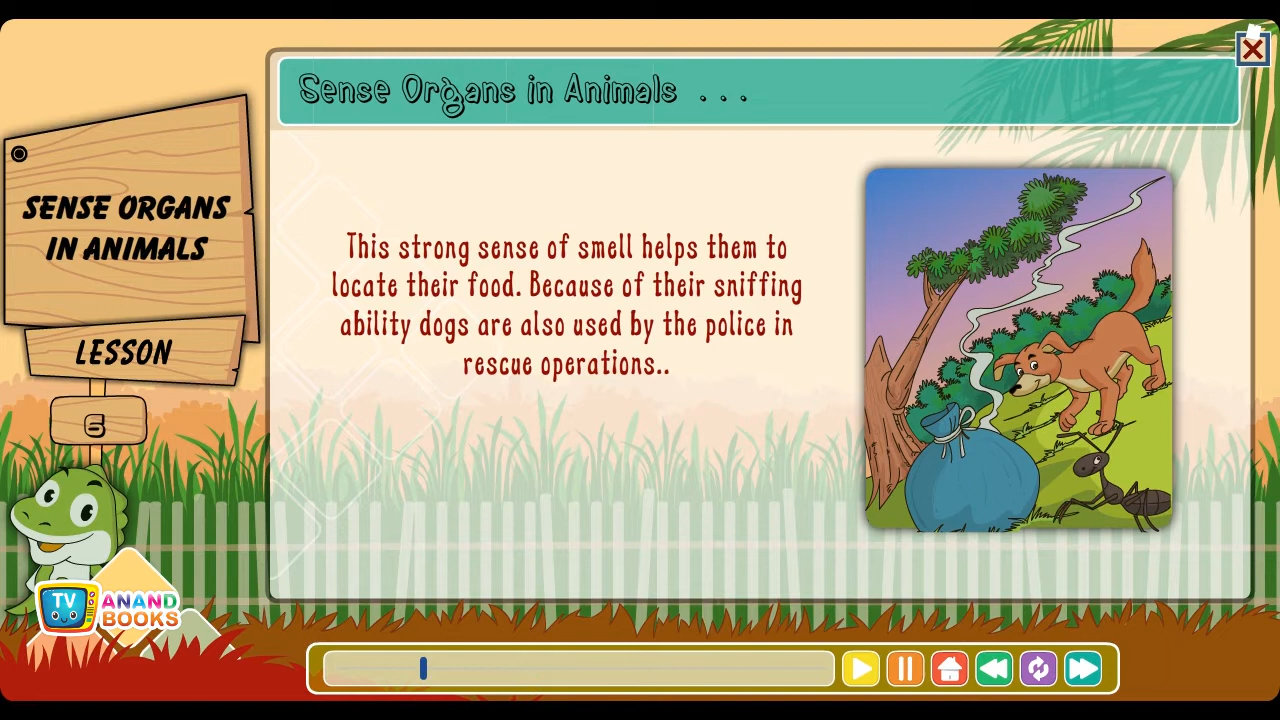 Sense Organs in Animals ...
SENSE ORGANS
IN ANIMALS
LESSON
5
This strong sense of smell helps them to
locate their food. Because of their sniffing
ability dogs are also used by the police in
rescue operations..
TV
ANAND
BOOKS